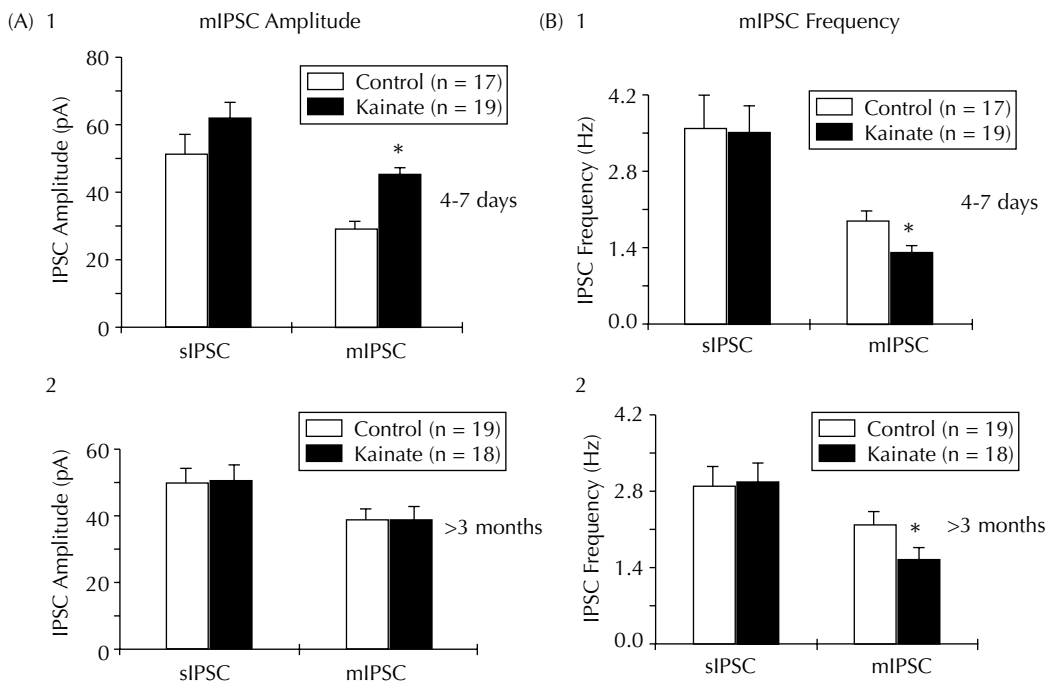 (A) 1 mIPSC Amplitude
80
60
40
20
0
IPSC Amplitude (pA)
Control (n = 17)
Kainate (n = 19)
*
4-7 days
sIPSC mIPSC
(B) 1 mIPSC Frequency
4.2
2.8
1.4
0.0
IPSC Frequency (Hz)
Control (n = 17)
Kainate (n = 19)
*
4-7 days
sIPSC mIPSC
2
60
40
20
0
IPSC Amplitude (pA)
Control (n = 19)
Kainate (n = 18)
>3 months
sIPSC mIPSC
2
4.2
2.8
1.4
0.0
IPSC Frequency (Hz)
Control (n = 19)
Kainate (n = 18)
*
>3 months
sIPSC mIPSC